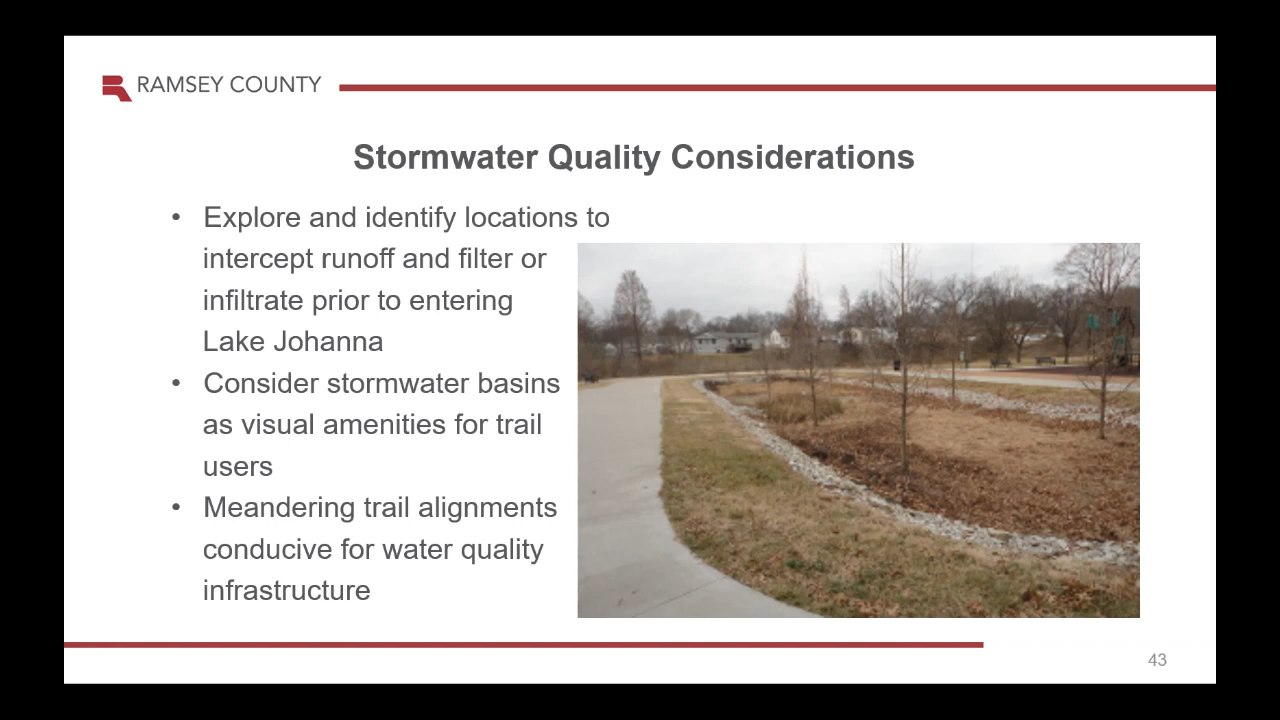 RAMSEY COUNTY
Stormwater Quality Considerations
• Explore and identify locations to
intercept runoff and filter or
infiltrate prior to entering
Lake Johanna
• Consider stormwater basins
as visual amenities for trail
users
• Meandering trail alignments
conducive for water quality
infrastructure
43